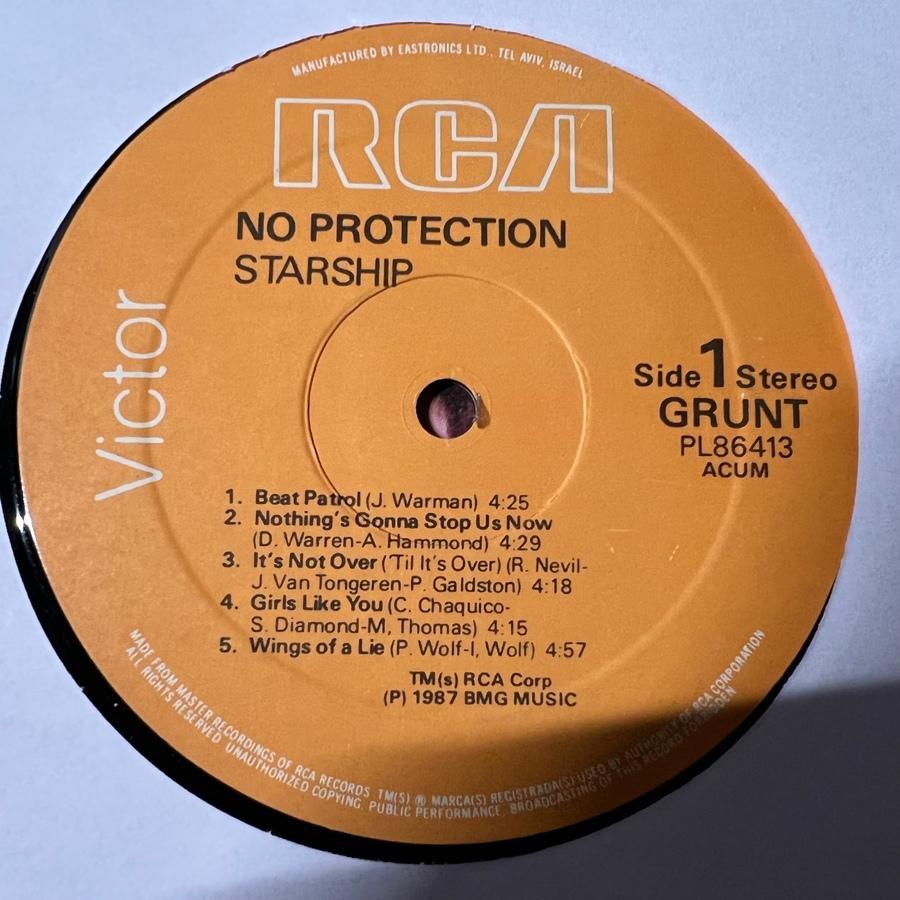 MANUFACTURED BY EASTRONICS LTD., TEL AVIV, ISRAEL
RCA
NO PROTECTION
STARSHIP
Victor
Side 1 Stereo
GRUNT
PL86413
ACUM
1. Beat Patrol (J. Warman) 4:25
2. Nothing's Gonna Stop Us Now
(D. Warren-A. Hammond) 4:29
3. It's Not Over ('Til It's Over) (R. Nevil-
J. Van Tongeren-P. Galdston) 4:18
4. Girls Like You (C. Chaquico-
S. Diamond-M, Thomas) 4:15
5. Wings of a Lie (P. Wolf-I, Wolf) 4:57
TM(s) RCA Corp
(P) 1987 BMG MUSIC
MADE FROM MASTER RECORDINGS OF RCA RECORDS TM(S) ® MARCA(S) REGISTRADA(S) USED BY AUTHORITY OF RCA CORPORATION
ALL RIGHTS RESERVED UNAUTHORIZED COPYING, PUBLIC PERFORMANCE, BROADCASTING OF THIS RECORD FORBIDDEN